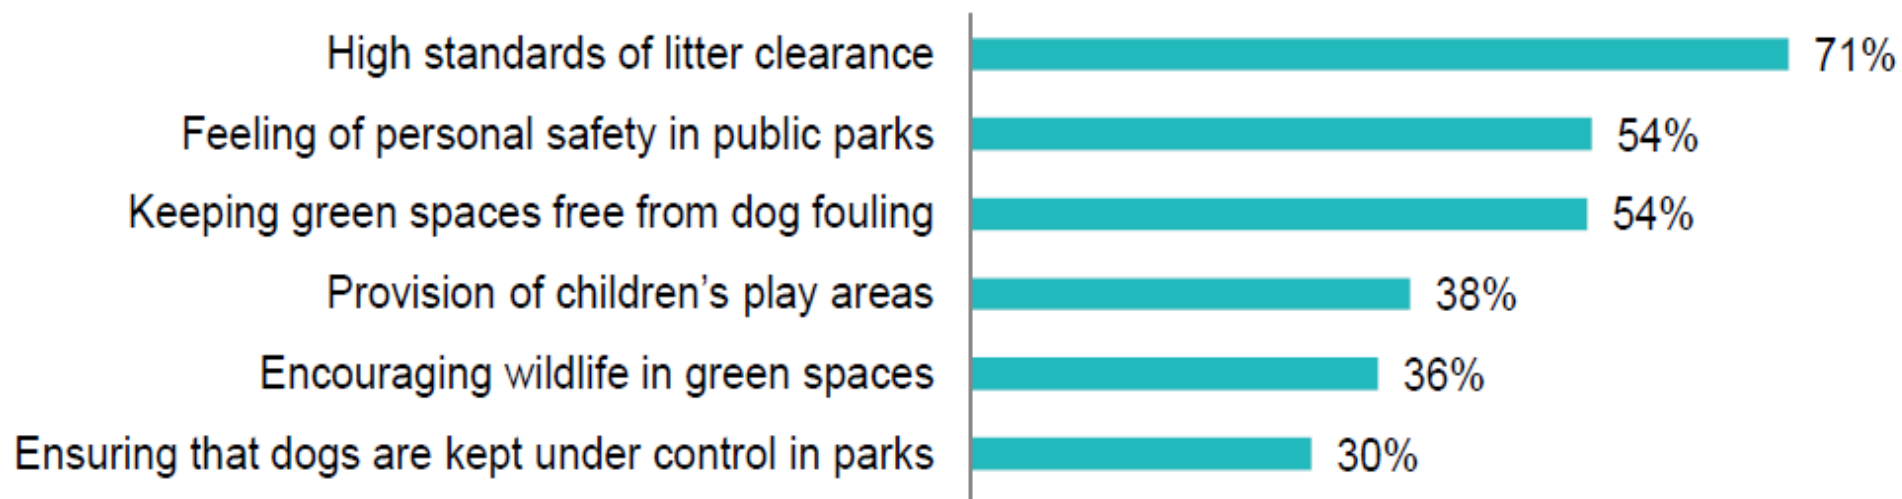 High standards of litter clearance 71%
Feeling of personal safety in public parks 54%
Keeping green spaces free from dog fouling 54%
Provision of children’s play areas 38%
Encouraging wildlife in green spaces 36%
Ensuring that dogs are kept under control in parks 30%